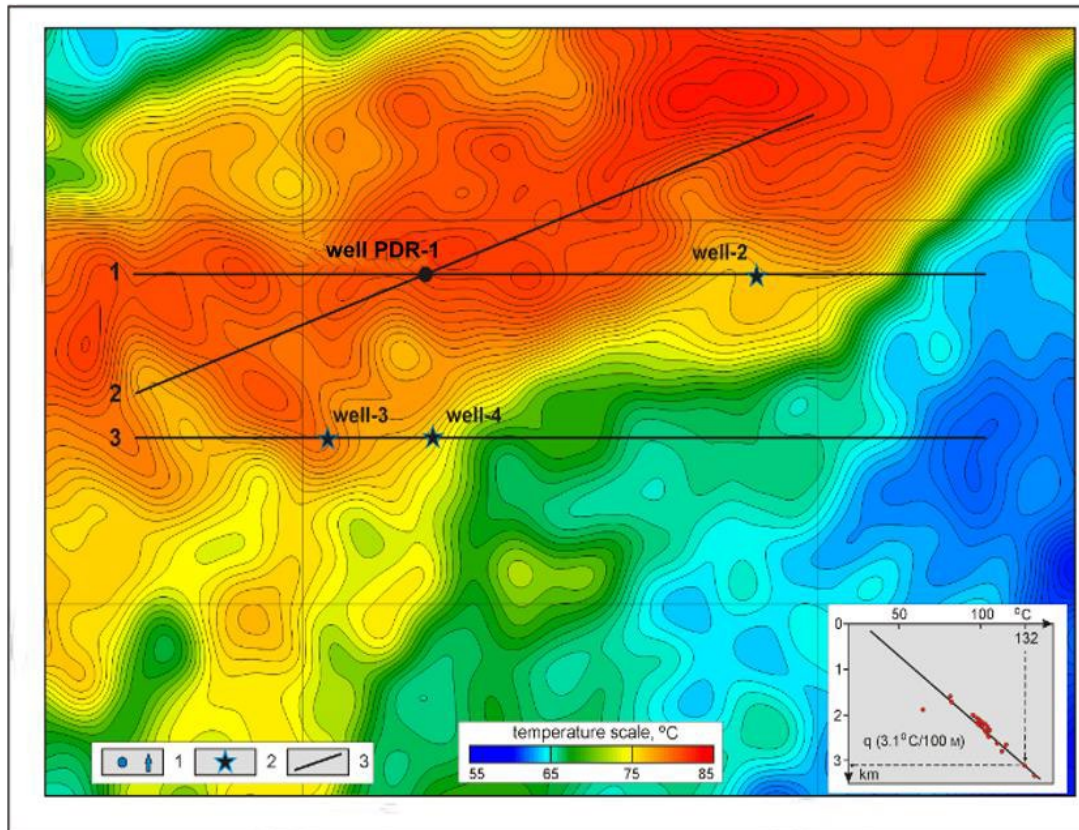 well PDR-1
well-2
1
2
well-3
well-4
3
50 100 °C
0
132
1
2
q (3.1°C/100 м)
3
km
temperature scale, °C
55 65 75 85
1 2 3